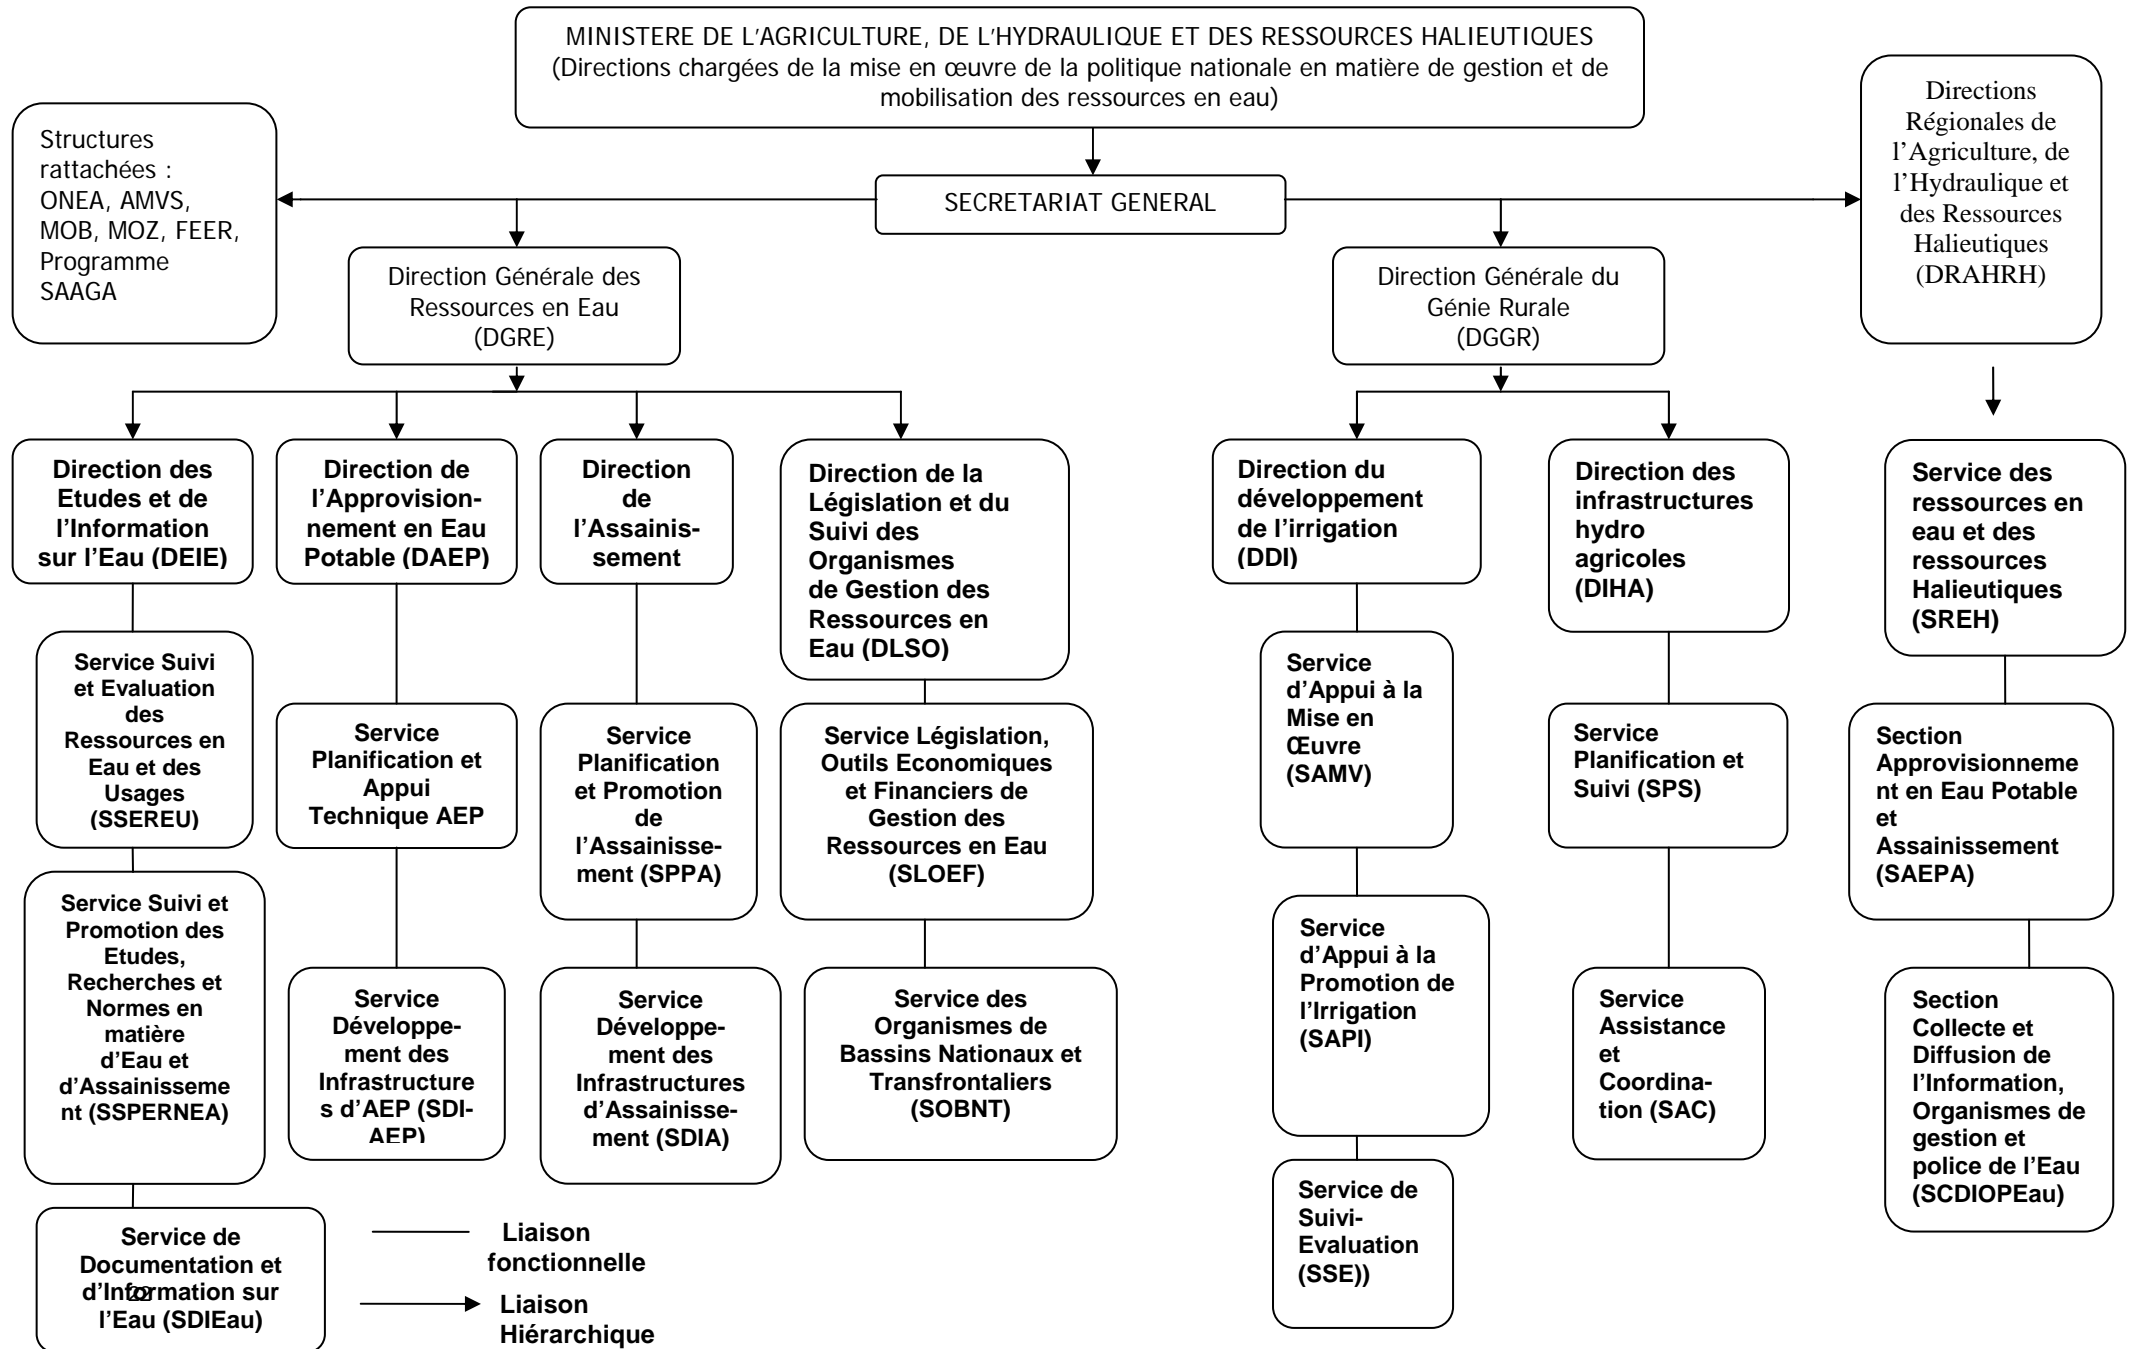 MINISTERE DE L'AGRICULTURE, DE L'HYDRAULIQUE ET DES RESSOURCES HALIEUTIQUES
(Directions chargées de la mise en œuvre de la politique nationale en matière de gestion et de
mobilisation des ressources en eau)
Structures
rattachées :
ONEA, AMVS,
MOB, MOZ, FEER,
Programme
SAAGA
SECRETARIAT GENERAL
Directions
Régionales de
l'Agriculture, de
l'Hydraulique et
des Ressources
Halieutiques
(DRAHRH)
Direction Générale des
Ressources en Eau
(DGRE)
Direction Générale du
Génie Rurale
(DGGR)
Direction des
Etudes et de
l'Information
sur l'Eau (DEIE)
Direction de
l'Approvision-
nement en Eau
Potable (DAEP)
Direction
de
l'Assainis-
sement
Direction de la
Législation et du
Suivi des
Organismes
de Gestion des
Ressources en
Eau (DLSO)
Direction du
développement
de l'irrigation
(DDI)
Direction des
infrastructures
hydro
agricoles
(DIHA)
Service des
ressources en
eau et des
ressources
Halieutiques
(SREH)
Service Suivi
et Evaluation
des
Ressources en
Eau et des
Usages
(SSEREU)
Service
Planification et
Appui
Technique AEP
Service
Planification
et Promotion
de
l'Assainisse-
ment (SPPA)
Service Législation,
Outils Economiques
et Financiers de
Gestion des
Ressources en Eau
(SLOEF)
Service
d'Appui à la
Mise en
Œuvre
(SAMV)
Service
Planification et
Suivi (SPS)
Section
Approvisionneme
nt en Eau Potable
et
Assainissement
(SAEPA)
Service Suivi et
Promotion des
Etudes,
Recherches et
Normes en
matière
d'Eau et
d'Assainisseme
nt (SSPERNEA)
Service
Développe-
ment des
Infrastructure
s d'AEP (SDI-
AEP)
Service
Développe-
ment des
Infrastructures
d'Assainisse-
ment (SDIA)
Service des
Organismes de
Bassins Nationaux et
Transfrontaliers
(SOBNT)
Service
d'Appui à la
Promotion de
l'Irrigation
(SAPI)
Service
Assistance
et
Coordina-
tion (SAC)
Section
Collecte et
Diffusion de
l'Information,
Organismes de
gestion et
police de l'Eau
(SCDIOPEau)
Service de
Documentation et
d'Information sur
l'Eau (SDIEau)
22
Service de
Suivi-
Evaluation
(SSE))
Liaison
fonctionnelle
Liaison
Hiérarchique